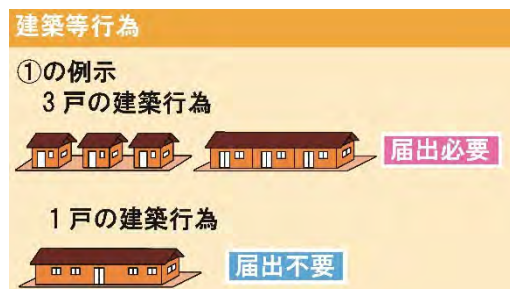 建築等行為
①の例示
3戸の建築行為
届出必要
1戸の建築行為
届出不要